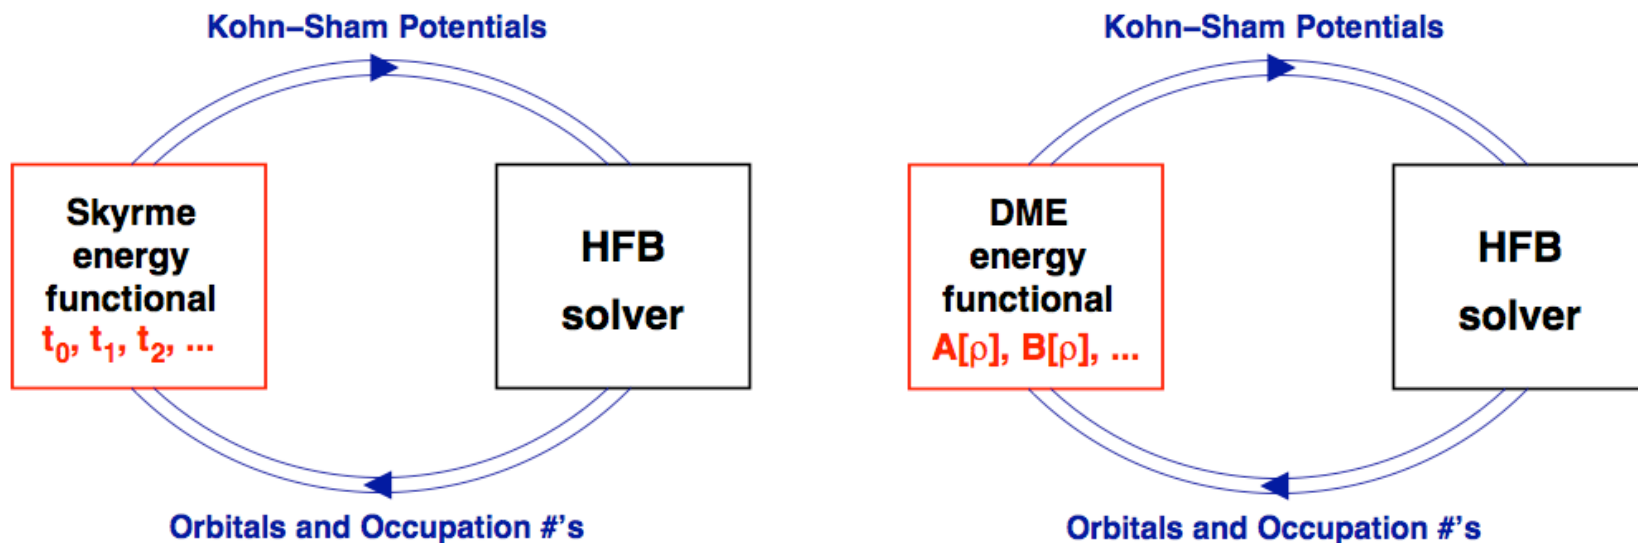 Kohn–Sham Potentials
Skyrme
energy
functional
t₀, t₁, t₂, ...
HFB
solver
Orbitals and Occupation #'s
Kohn–Sham Potentials
DME
energy
functional
A[ρ], B[ρ], ...
HFB
solver
Orbitals and Occupation #'s